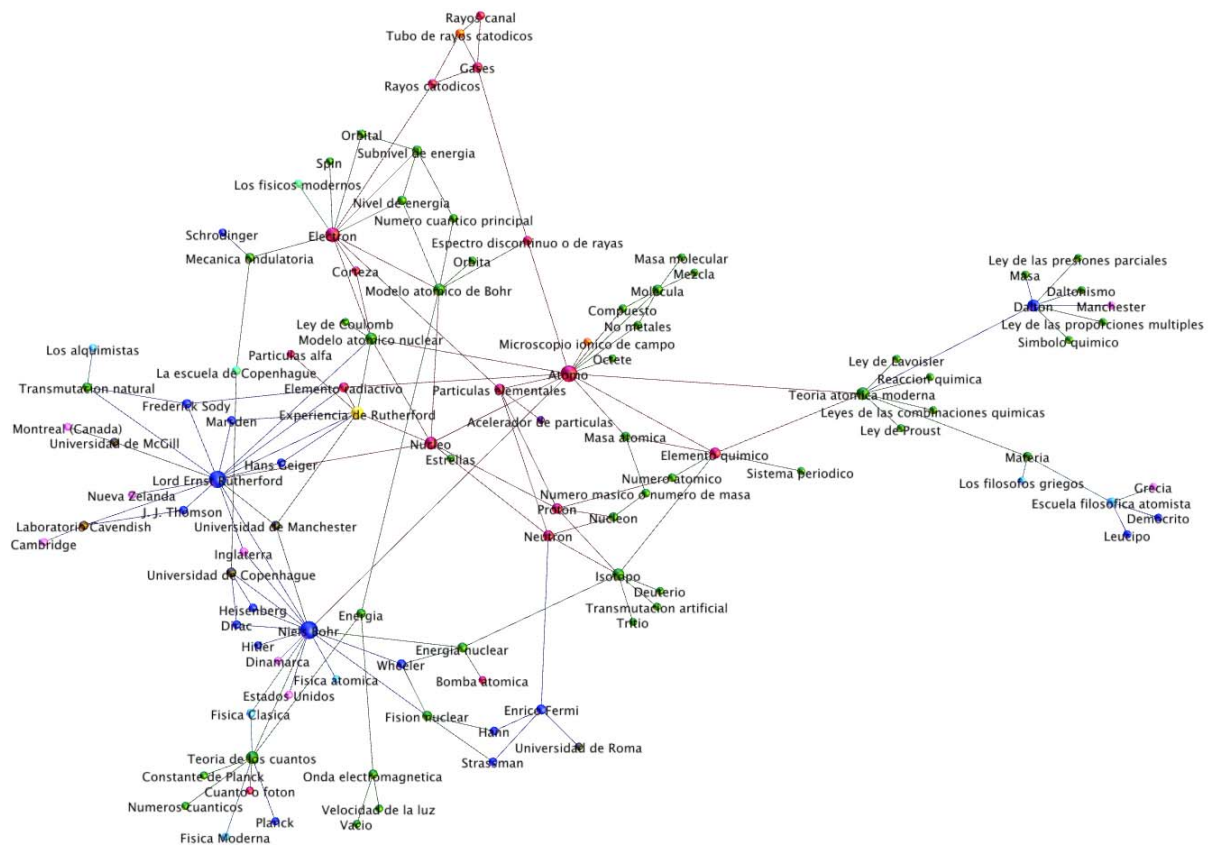 Rayos canal
Tubo de rayos catodicos
Gases
Rayos catodicos
Orbital
Subnivel de energia
Spin
Los fisicos modernos
Nivel de energia
Numero cuantico principal
Schrodinger
Electron
Espectro discontinuo o de rayas
Mecanica ondulatoria
Orbita
Masa molecular
Ley de las presiones parciales
Corteza
Mezcla
Masa
Modelo atomico de Bohr
Molecula
Daltonismo
Dalton
Manchester
Compuesto
Ley de Coulomb
No metales
Ley de las proporciones multiples
Modelo atomico nuclear
Microscopio ionico de campo
Simbolo quimico
Los alquimistas
Particulas alfa
Octete
Ley de Lavoisier
La escuela de Copenhague
Atomo
Reaccion quimica
Transmutacion natural
Elemento radiactivo
Particulas elementales
Teoria atomica moderna
Frederick Sody
Experiencia de Rutherford
Leyes de las combinaciones quimicas
Marsden
Acelerador de particulas
Montreal (Canada)
Ley de Proust
Universidad de McGill
Nucleo
Masa atomica
Estrellas
Elemento quimico
Materia
Hans Geiger
Lord Ernst Rutherford
Numero atomico
Sistema periodico
Los filosofos griegos
Nueva Zelanda
Numero masico o numero de masa
Grecia
J. J. Thomson
Proton
Escuela filosofica atomista
Laboratorio Cavendish
Universidad de Manchester
Nucleon
Democrito
Cambridge
Neutron
Leucipo
Inglaterra
Universidad de Copenhague
Isotopo
Deuterio
Heisenberg
Energia
Transmutacion artificial
Dirac
Niels Bohr
Tritio
Hitler
Energia nuclear
Dinamarca
Wheeler
Fisica atomica
Bomba atomica
Estados Unidos
Fisica Clasica
Fision nuclear
Enrico Fermi
Hann
Universidad de Roma
Teoria de los cuantos
Strassman
Constante de Planck
Onda electromagnetica
Cuanto o foton
Numeros cuanticos
Velocidad de la luz
Planck
Vacio
Fisica Moderna